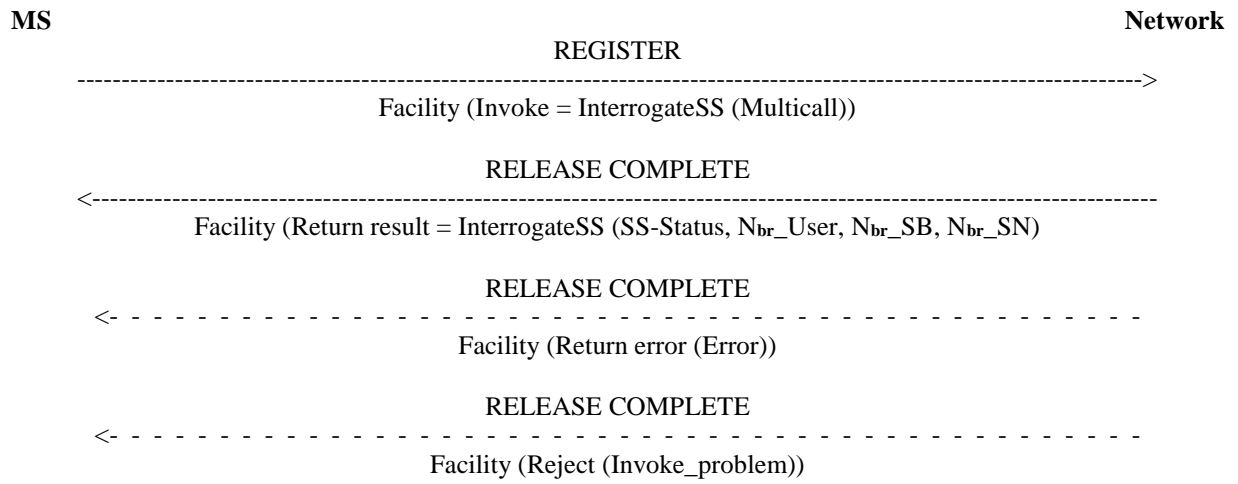 MS Network
REGISTER
Facility (Invoke = InterrogateSS (Multicall))
RELEASE COMPLETE
Facility (Return result = InterrogateSS (SS-Status, Nbr_User, Nbr_SB, Nbr_SN)
RELEASE COMPLETE
Facility (Return error (Error))
RELEASE COMPLETE
Facility (Reject (Invoke_problem))